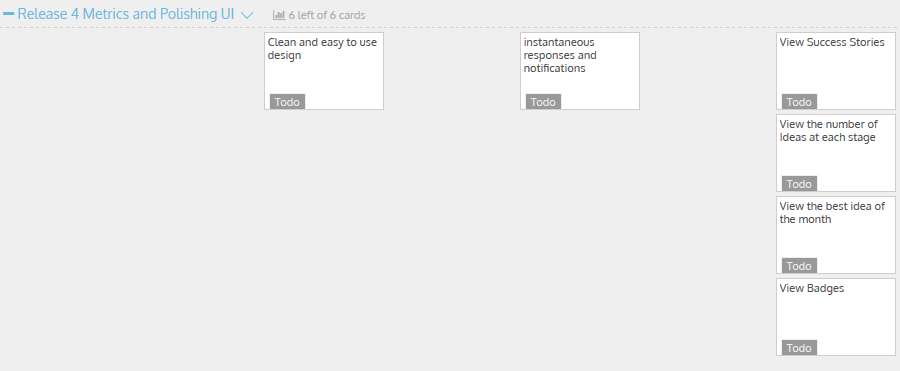 Release 4 Metrics and Polishing UI
6 left of 6 cards
Clean and easy to use
design
Todo
instantaneous
responses and
notifications
Todo
View Success Stories
Todo
View the number of
Ideas at each stage
Todo
View the best idea of
the month
Todo
View Badges
Todo